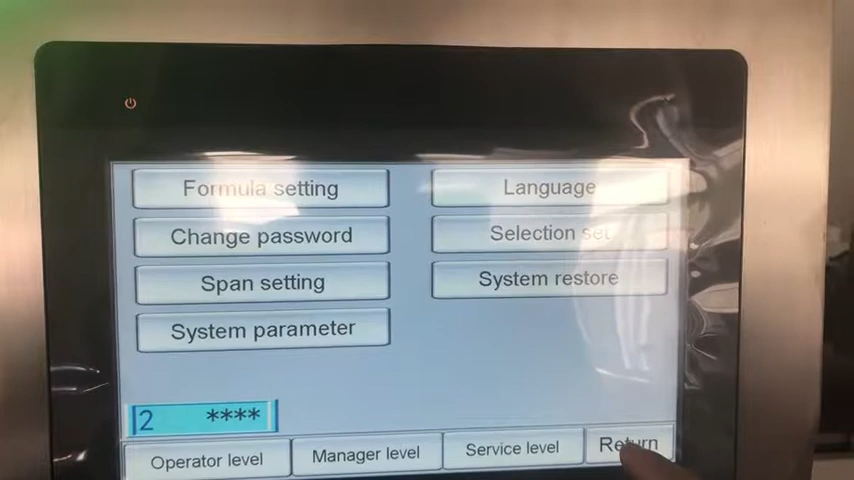 Formula setting
Language
Change password
Selection set
Span setting
System restore
System parameter
2 ****
Operator level
Manager level
Service level
Return